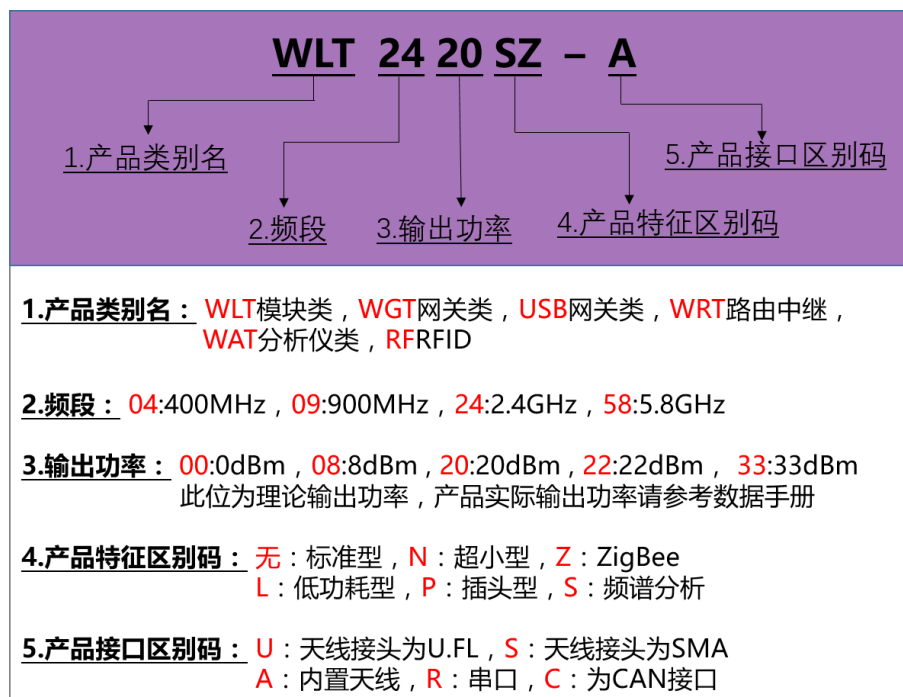 WLT 24 20 SZ – A
1.产品类别名
5.产品接口区别码
2.频段
3.输出功率
4.产品特征区别码
1.产品类别名：WLT模块类，WGT网关类，USB网关类，WRT路由中继，
WAT分析仪类，RFRFID
2.频段：04:400MHz，09:900MHz，24:2.4GHz，58:5.8GHz
3.输出功率：00:0dBm，08:8dBm，20:20dBm，22:22dBm，33:33dBm
此位为理论输出功率，产品实际输出功率请参考数据手册
4.产品特征区别码：无：标准型，N：超小型，Z：ZigBee
L：低功耗型，P：插头型，S：频谱分析
5.产品接口区别码：U：天线接头为U.FL，S：天线接头为SMA
A：内置天线，R：串口，C：为CAN接口